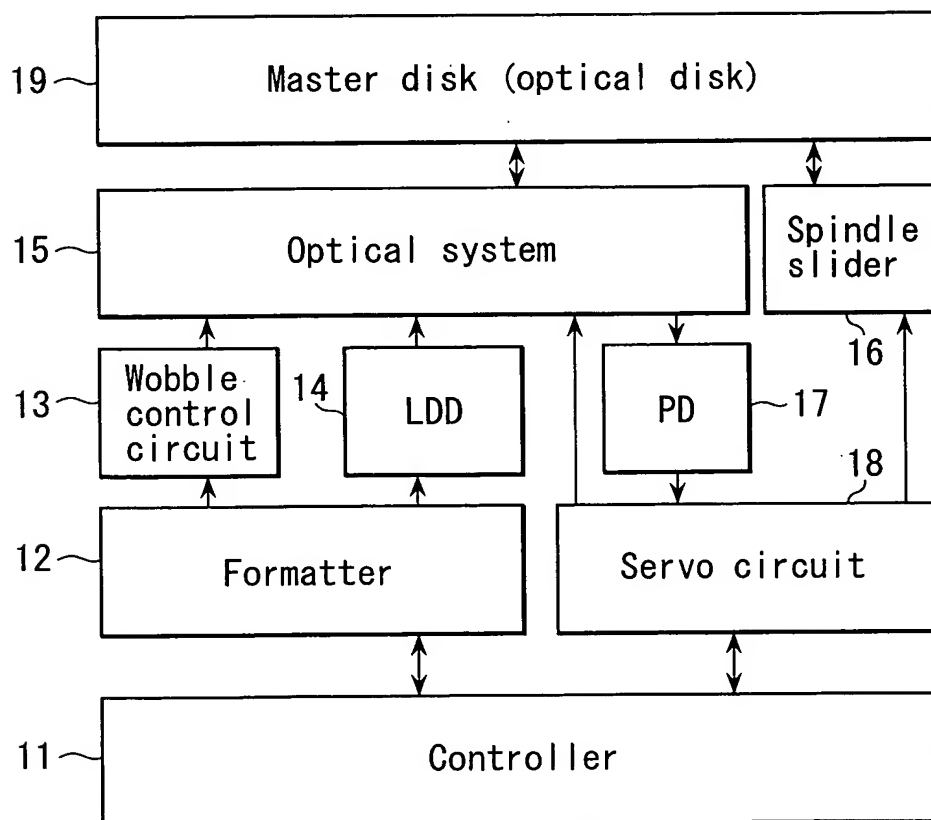 19
Master disk (optical disk)
15
Optical system
Spindle
slider
16
13
Wobble
control
circuit
14
LDD
PD
17
18
12
Formatter
Servo circuit
11
Controller